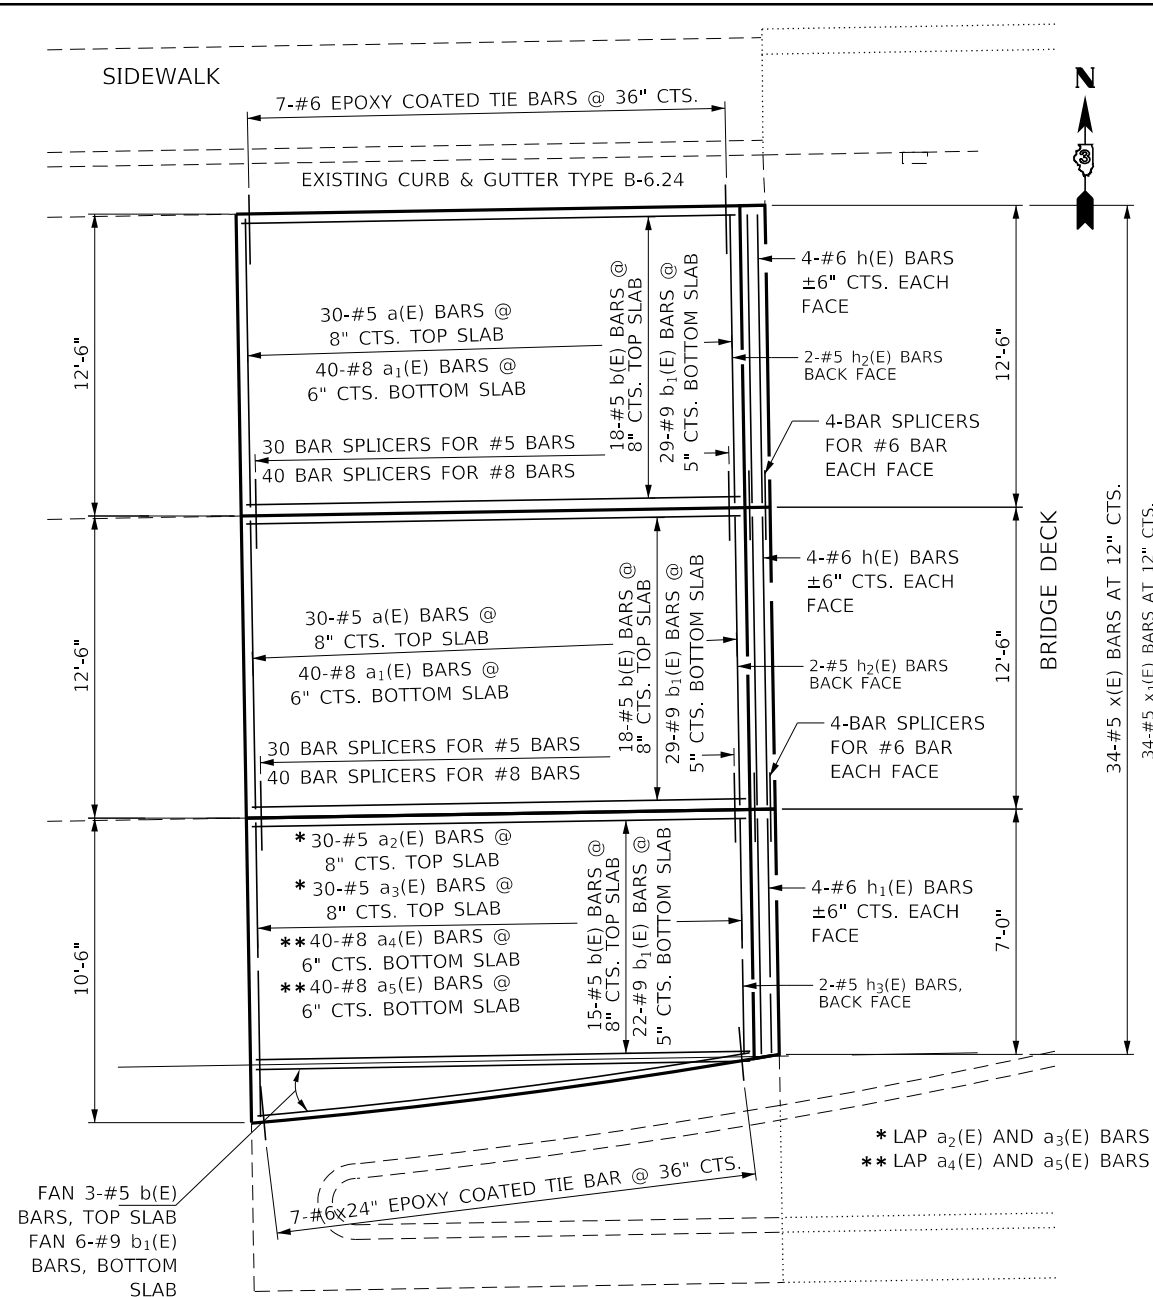 SIDEWALK
7-#6 EPOXY COATED TIE BARS @ 36" CTS.
N
3
EXISTING CURB & GUTTER TYPE B-6.24
12'-6"
30-#5 a(E) BARS @
8" CTS. TOP SLAB
40-#8 a₁(E) BARS @
6" CTS. BOTTOM SLAB
30 BAR SPLICERS FOR #5 BARS
40 BAR SPLICERS FOR #8 BARS
18-#5 b(E) BARS @
8" CTS. TOP SLAB
29-#9 b₁(E) BARS @
5" CTS. BOTTOM SLAB
4-#6 h(E) BARS
±6" CTS. EACH
FACE
2-#5 h₂(E) BARS
BACK FACE
4-BAR SPLICERS
FOR #6 BAR
EACH FACE
12'-6"
12'-6"
30-#5 a(E) BARS @
8" CTS. TOP SLAB
40-#8 a₁(E) BARS @
6" CTS. BOTTOM SLAB
30 BAR SPLICERS FOR #5 BARS
40 BAR SPLICERS FOR #8 BARS
18-#5 b(E) BARS @
8" CTS. TOP SLAB
29-#9 b₁(E) BARS @
5" CTS. BOTTOM SLAB
4-#6 h(E) BARS
±6" CTS. EACH
FACE
2-#5 h₂(E) BARS
BACK FACE
4-BAR SPLICERS
FOR #6 BAR
EACH FACE
12'-6"
BRIDGE DECK
34-#5 x(E) BARS AT 12" CTS.
34-#5 x₁(E) BARS AT 12" CTS.
10'-6"
* 30-#5 a₂(E) BARS @
8" CTS. TOP SLAB
* 30-#5 a₃(E) BARS @
8" CTS. TOP SLAB
** 40-#8 a₄(E) BARS @
6" CTS. BOTTOM SLAB
** 40-#8 a₅(E) BARS @
6" CTS. BOTTOM SLAB
15-#5 b(E) BARS @
8" CTS. TOP SLAB
22-#9 b₁(E) BARS @
5" CTS. BOTTOM SLAB
4-#6 h₁(E) BARS
±6" CTS. EACH
FACE
2-#5 h₃(E) BARS,
BACK FACE
7'-0"
* LAP a₂(E) AND a₃(E) BARS
** LAP a₄(E) AND a₅(E) BARS
7-#6x24" EPOXY COATED TIE BAR @ 36" CTS.
FAN 3-#5 b(E)
BARS, TOP SLAB
FAN 6-#9 b₁(E)
BARS, BOTTOM
SLAB